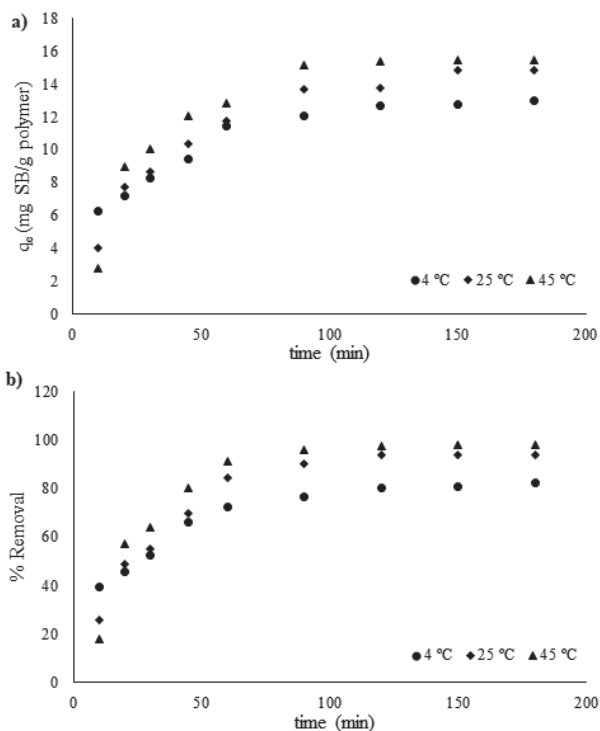 a)
18
16
14
12
10
8
6
4
2
0
qe (mg SB/g polymer)
● 4 ºC ◆ 25 ºC ▲ 45 ºC
0 50 100 150 200
time (min)
b)
120
100
80
60
40
20
0
% Removal
● 4 ºC ◆ 25 ºC ▲ 45 ºC
0 50 100 150 200
time (min)